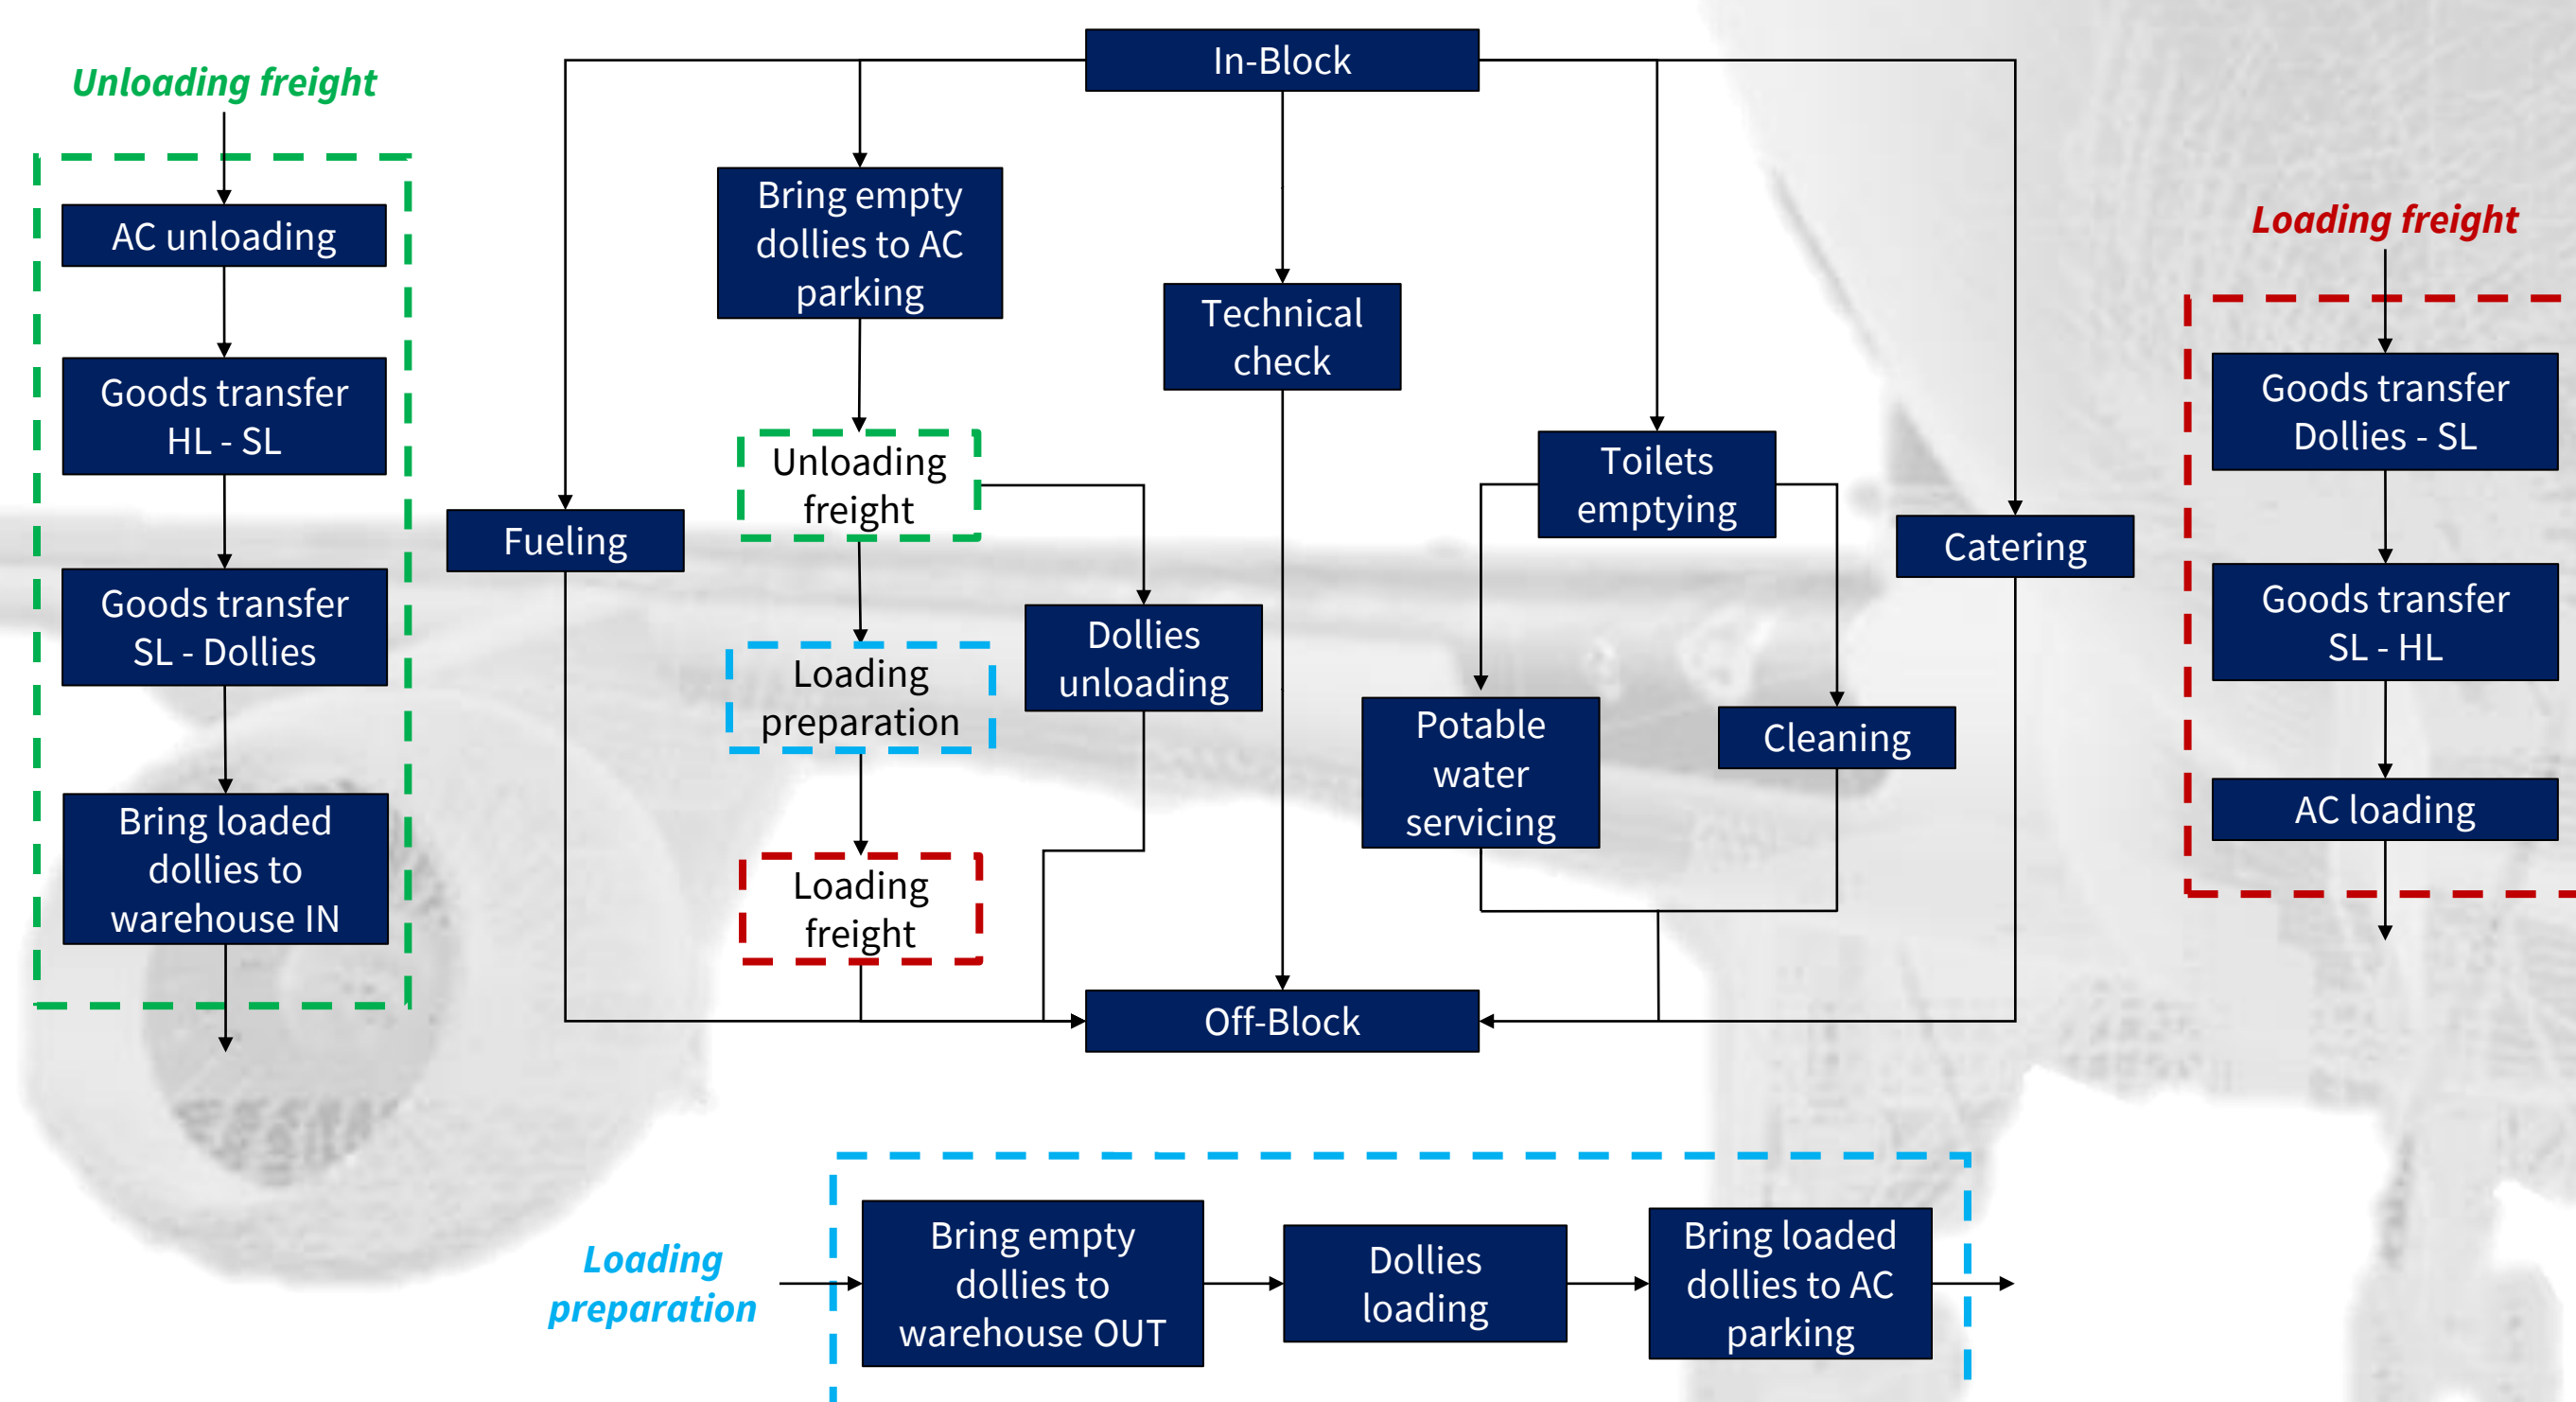 Unloading freight
AC unloading
Goods transfer
HL - SL
Goods transfer
SL - Dollies
Bring loaded
dollies to
warehouse IN
In-Block
Bring empty
dollies to AC
parking
Technical
check
Unloading
freight
Toilets
emptying
Fueling
Catering
Dollies
unloading
Loading
preparation
Potable
water
servicing
Cleaning
Loading
freight
Off-Block
Loading freight
Goods transfer
Dollies - SL
Goods transfer
SL - HL
AC loading
Loading
preparation
Bring empty
dollies to
warehouse OUT
Dollies
loading
Bring loaded
dollies to AC
parking